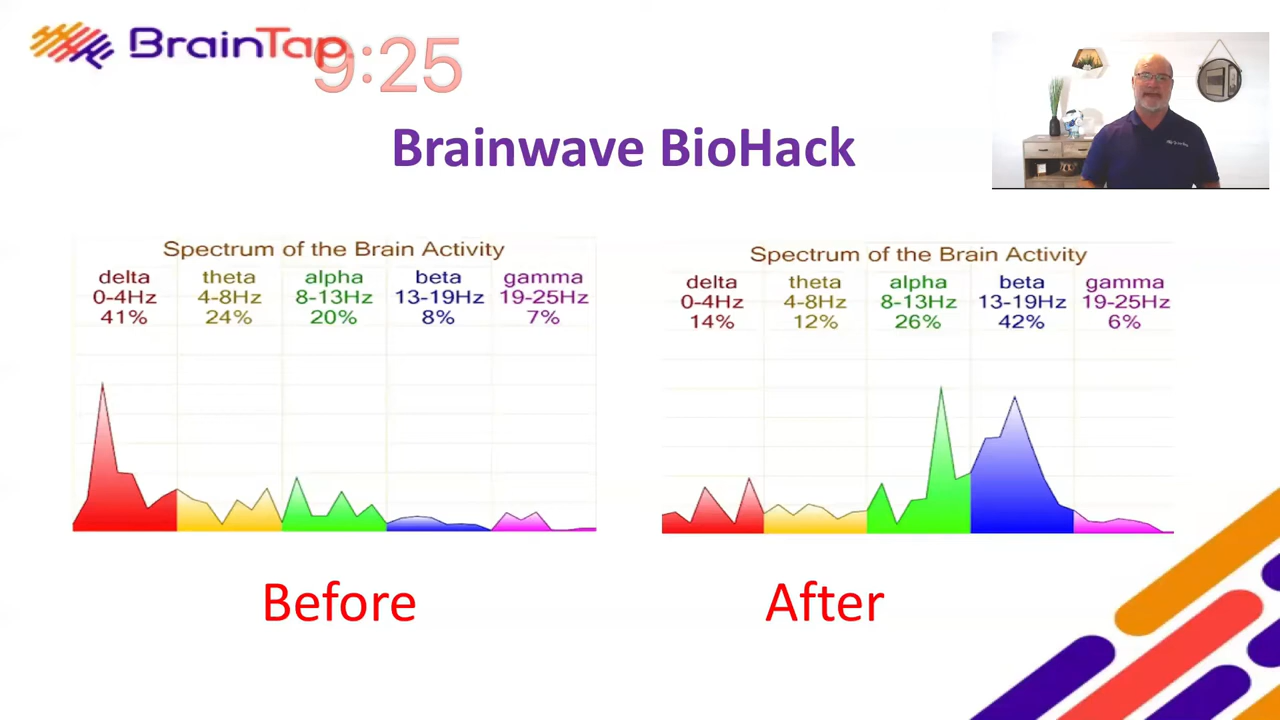 BrainTap
9:25
Brainwave BioHack
Spectrum of the Brain Activity
delta theta alpha beta gamma
0-4Hz 4-8Hz 8-13Hz 13-19Hz 19-25Hz
41% 24% 20% 8% 7%
Spectrum of the Brain Activity
delta theta alpha beta gamma
0-4Hz 4-8Hz 8-13Hz 13-19Hz 19-25Hz
14% 12% 26% 42% 6%
Before
After